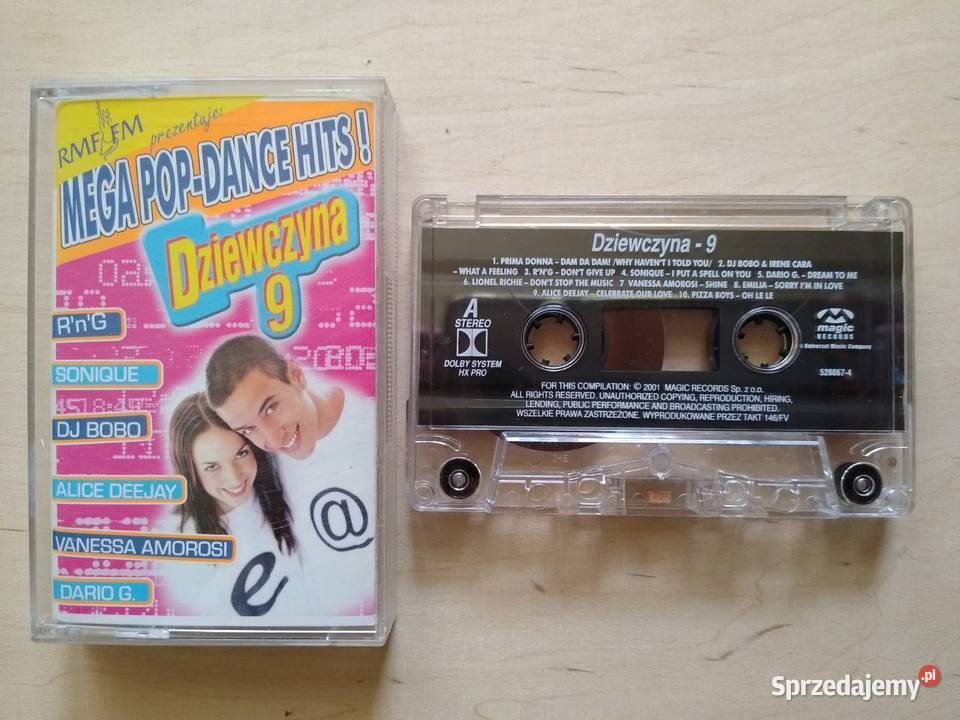 RMF FM prezentuje:
MEGA POP-DANCE HITS!
Dziewczyna
9
R'n'G
SONIQUE
DJ BOBO
ALICE DEEJAY
VANESSA AMOROSI
DARIO G.
e @
Dziewczyna - 9
1. PRIMA DONNA – DAM DA DAM! /WHY HAVEN'T I TOLD YOU/ 2. DJ BOBO & IRENE CARA
– WHAT A FEELING 3. R'N'G – DON'T GIVE UP 4. SONIQUE – I PUT A SPELL ON YOU 5. DARIO G. – DREAM TO ME
6. LIONEL RICHIE – DON'T STOP THE MUSIC 7 VANESSA AMOROSI – SHINE 8. EMILIA – SORRY I'M IN LOVE
9. ALICE DEEJAY – CELEBRATE OUR LOVE 10. PIZZA BOYS – OH LE LE
A
STEREO
DOLBY SYSTEM
HX PRO
magic
RECORDS
a Universal Music Company
520867-4
FOR THIS COMPILATION: © 2001 MAGIC RECORDS Sp. z o.o.
ALL RIGHTS RESERVED. UNAUTHORIZED COPYING, REPRODUCTION, HIRING,
LENDING, PUBLIC PERFORMANCE AND BROADCASTING PROHIBITED.
WSZELKIE PRAWA ZASTRZEŻONE. WYPRODUKOWANE PRZEZ TAKT 146/FV
Sprzedajemy.pl